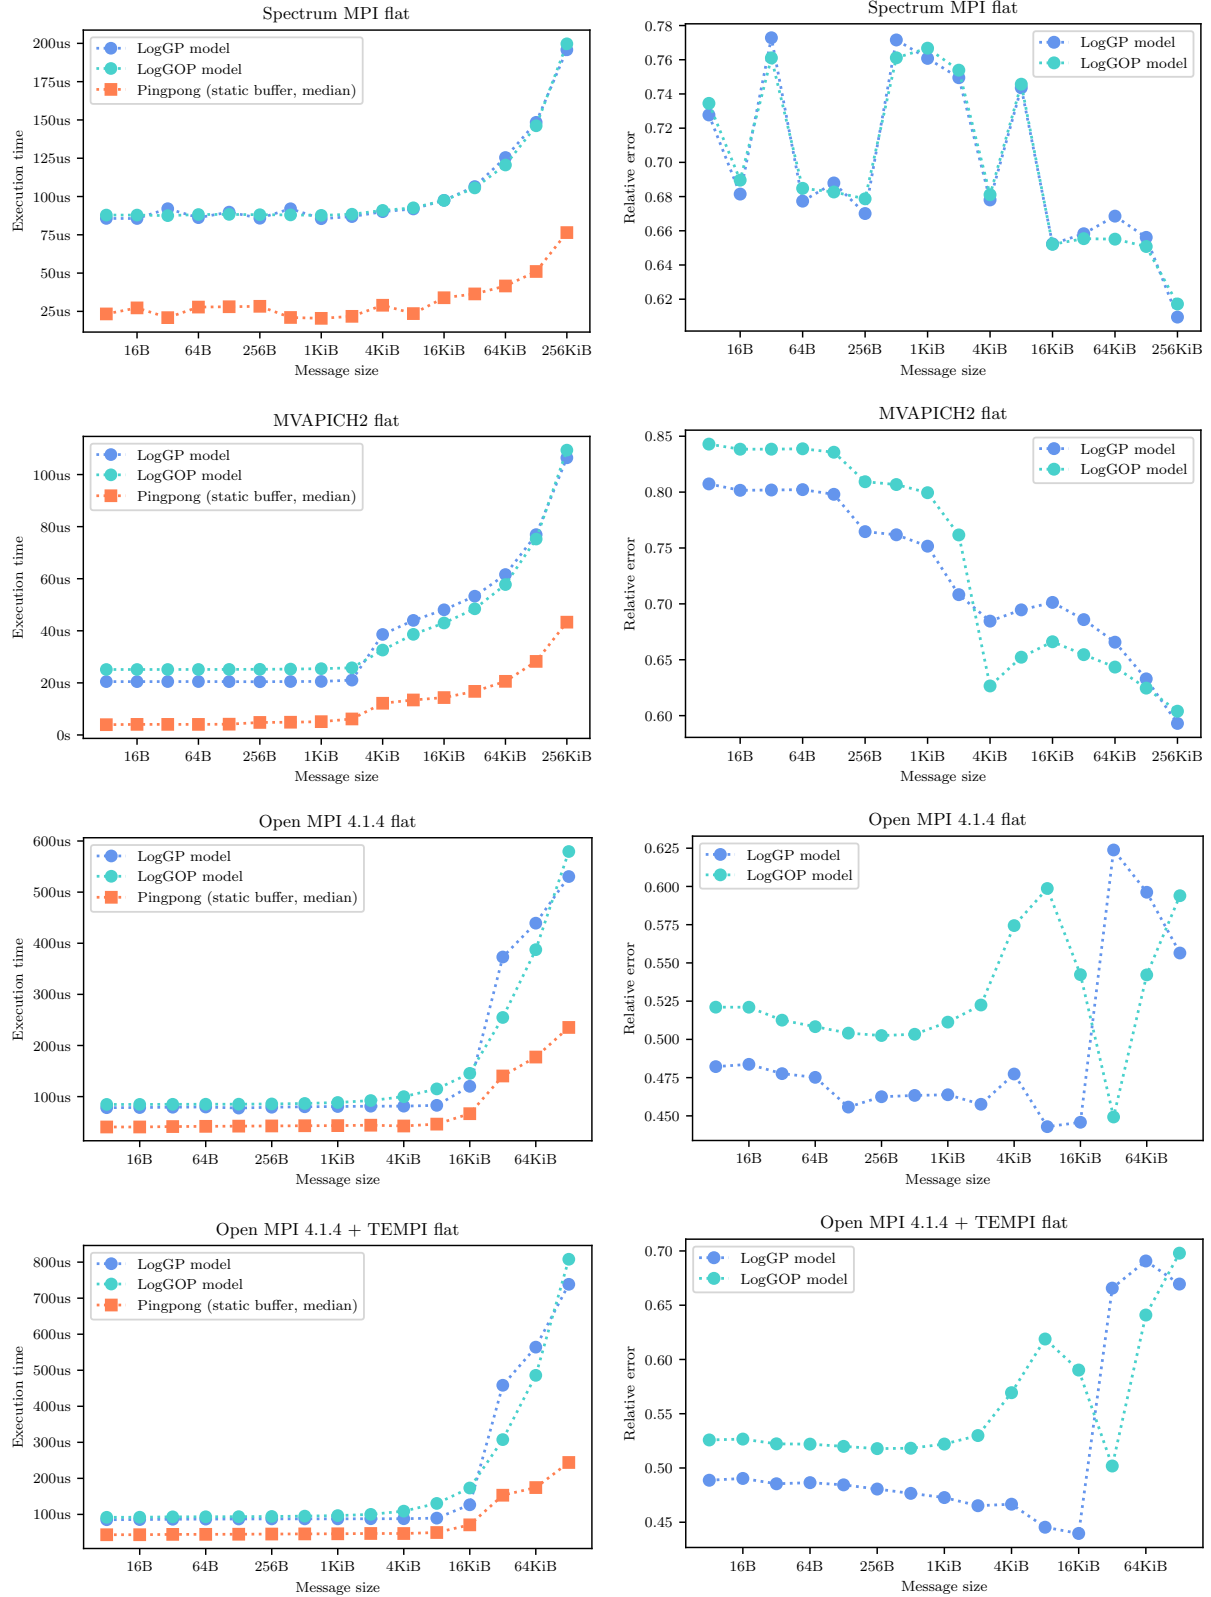 Spectrum MPI flat
200us
175us
150us
125us
100us
75us
50us
25us
Execution time
LogGP model
LogGOP model
Pingpong (static buffer, median)
16B 64B 256B 1KiB 4KiB 16KiB 64KiB 256KiB
Message size
Spectrum MPI flat
0.78
0.76
0.74
0.72
0.70
0.68
0.66
0.64
0.62
Relative error
LogGP model
LogGOP model
16B 64B 256B 1KiB 4KiB 16KiB 64KiB 256KiB
Message size
MVAPICH2 flat
100us
80us
60us
40us
20us
0s
Execution time
LogGP model
LogGOP model
Pingpong (static buffer, median)
16B 64B 256B 1KiB 4KiB 16KiB 64KiB 256KiB
Message size
MVAPICH2 flat
0.85
0.80
0.75
0.70
0.65
0.60
Relative error
LogGP model
LogGOP model
16B 64B 256B 1KiB 4KiB 16KiB 64KiB 256KiB
Message size
Open MPI 4.1.4 flat
600us
500us
400us
300us
200us
100us
Execution time
LogGP model
LogGOP model
Pingpong (static buffer, median)
16B 64B 256B 1KiB 4KiB 16KiB 64KiB
Message size
Open MPI 4.1.4 flat
0.625
0.600
0.575
0.550
0.525
0.500
0.475
0.450
Relative error
LogGP model
LogGOP model
16B 64B 256B 1KiB 4KiB 16KiB 64KiB
Message size
Open MPI 4.1.4 + TEMPI flat
800us
700us
600us
500us
400us
300us
200us
100us
Execution time
LogGP model
LogGOP model
Pingpong (static buffer, median)
16B 64B 256B 1KiB 4KiB 16KiB 64KiB
Message size
Open MPI 4.1.4 + TEMPI flat
0.70
0.65
0.60
0.55
0.50
0.45
Relative error
LogGP model
LogGOP model
16B 64B 256B 1KiB 4KiB 16KiB 64KiB
Message size